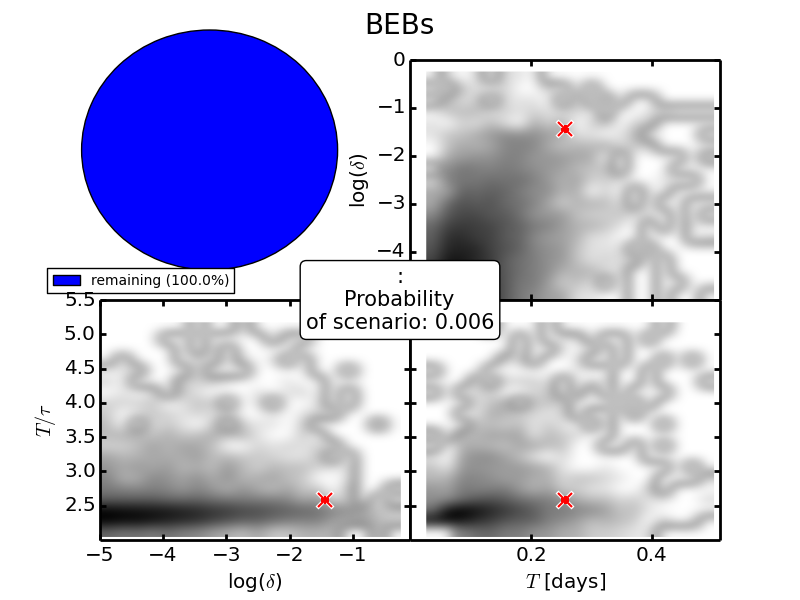 BEBs
remaining (100.0%)
0
−1
−2
−3
−4
log(δ)
:
Probability
of scenario: 0.006
5.5
5.0
4.5
4.0
3.5
3.0
2.5
T/τ
−5 −4 −3 −2 −1
log(δ)
0.2 0.4
T [days]